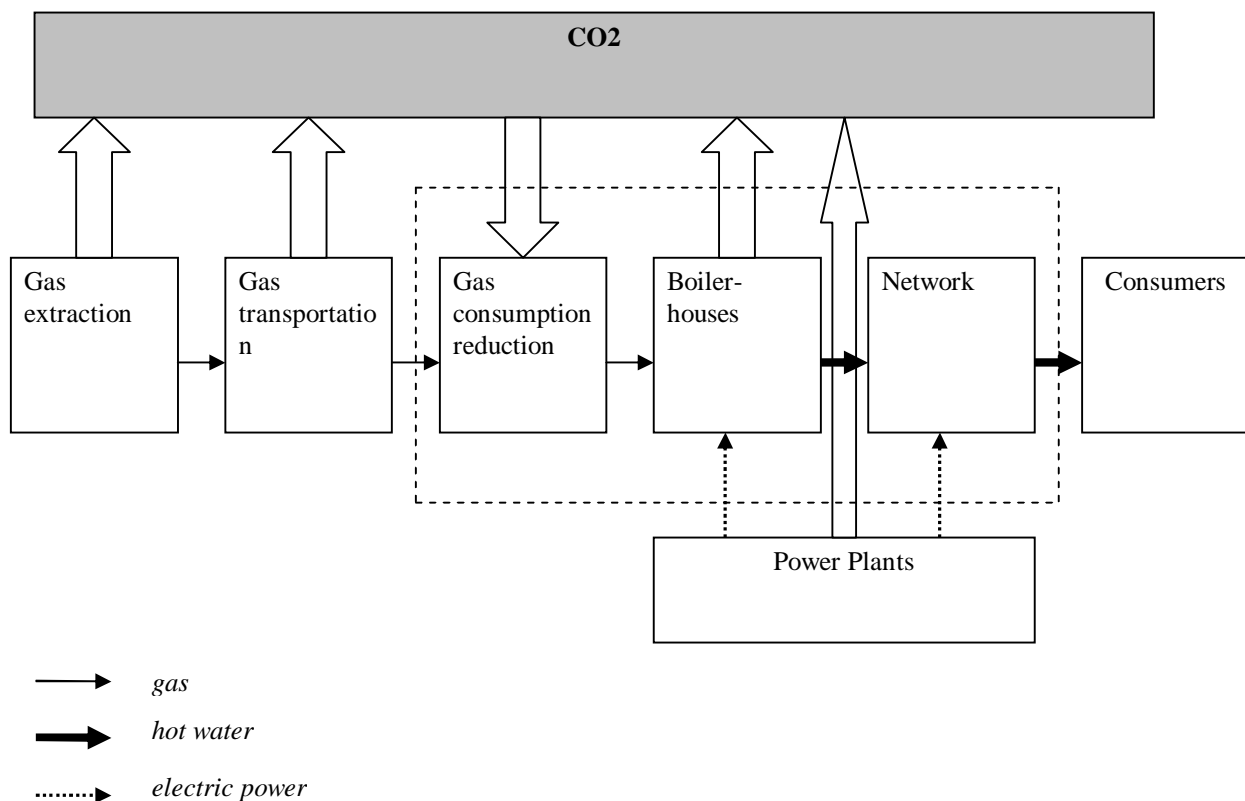 CO2
Gas
extraction
Gas
transportatio
n
Gas
consumption
reduction
Boiler-
houses
Network
Consumers
Power Plants
gas
hot water
electric power